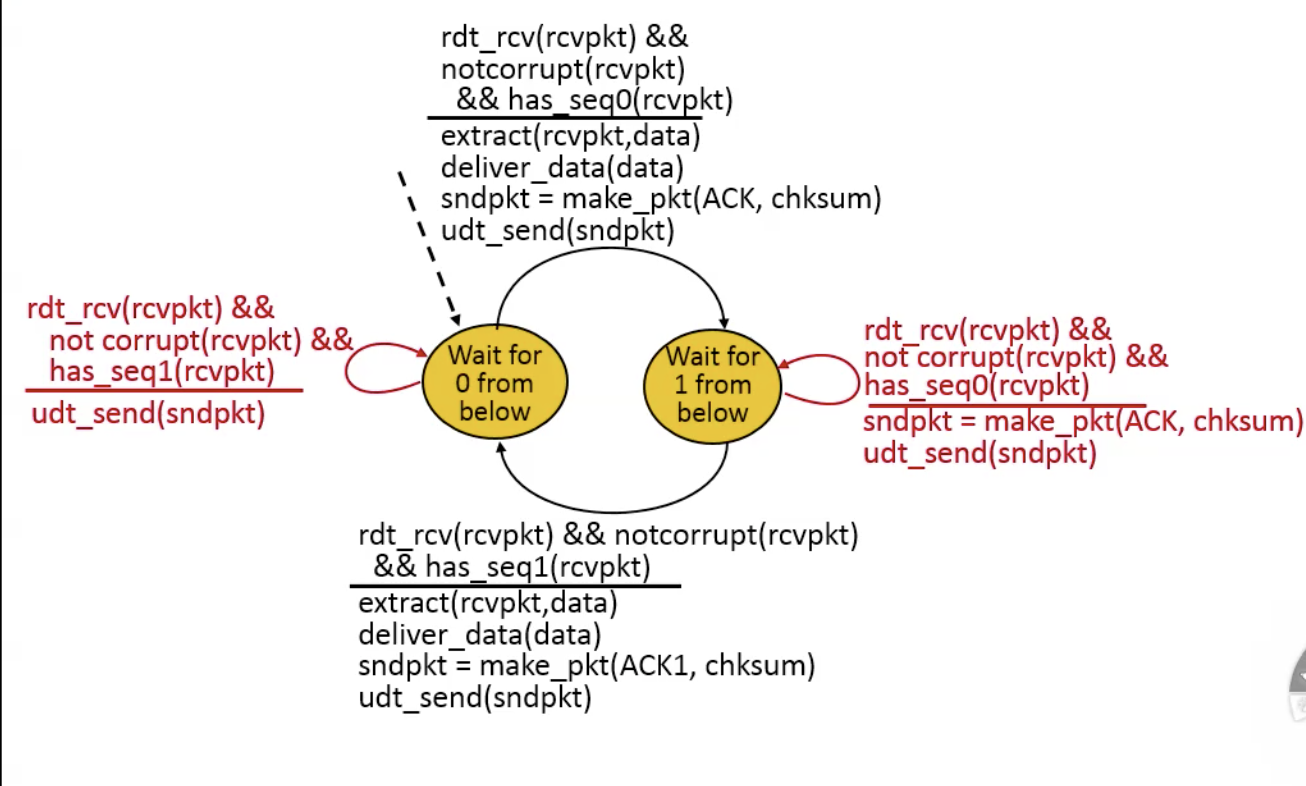 rdt_rcv(rcvpkt) &&
notcorrupt(rcvpkt)
&& has_seq0(rcvpkt)
extract(rcvpkt,data)
deliver_data(data)
sndpkt = make_pkt(ACK, chksum)
udt_send(sndpkt)
rdt_rcv(rcvpkt) &&
not corrupt(rcvpkt) &&
has_seq1(rcvpkt)
udt_send(sndpkt)
Wait for
0 from
below
Wait for
1 from
below
rdt_rcv(rcvpkt) &&
not corrupt(rcvpkt) &&
has_seq0(rcvpkt)
sndpkt = make_pkt(ACK, chksum)
udt_send(sndpkt)
rdt_rcv(rcvpkt) && notcorrupt(rcvpkt)
&& has_seq1(rcvpkt)
extract(rcvpkt,data)
deliver_data(data)
sndpkt = make_pkt(ACK1, chksum)
udt_send(sndpkt)